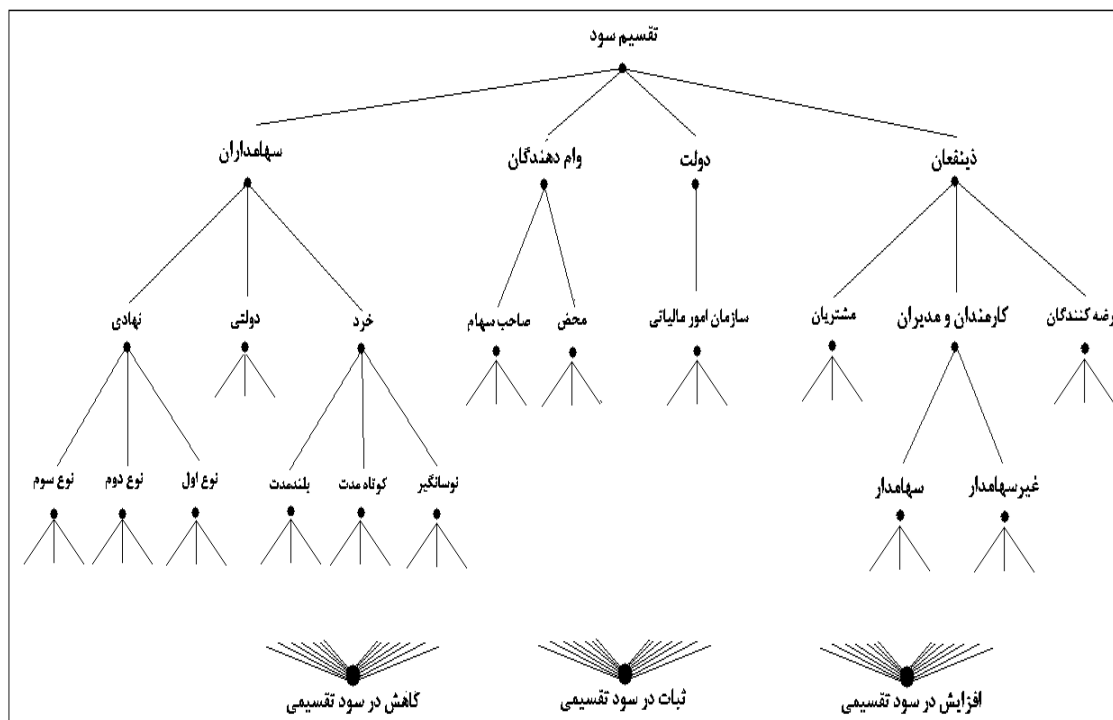 تقسیم سود
ذینفعان
دولت
وام دهندگان
سهامداران
رضه کنندگان
کارمندان و مدیران
مشتریان
سازمان امور مالیاتی
محض
صاحب سهام
خرد
دولتی
نهادی
غیرسهامدار
سهامدار
نوسانگیر
کوتاه مدت
بلندمدت
نوع اول
نوع دوم
نوع سوم
افزایش در سود تقسیمی
ثبات در سود تقسیمی
کاهش در سود تقسیمی